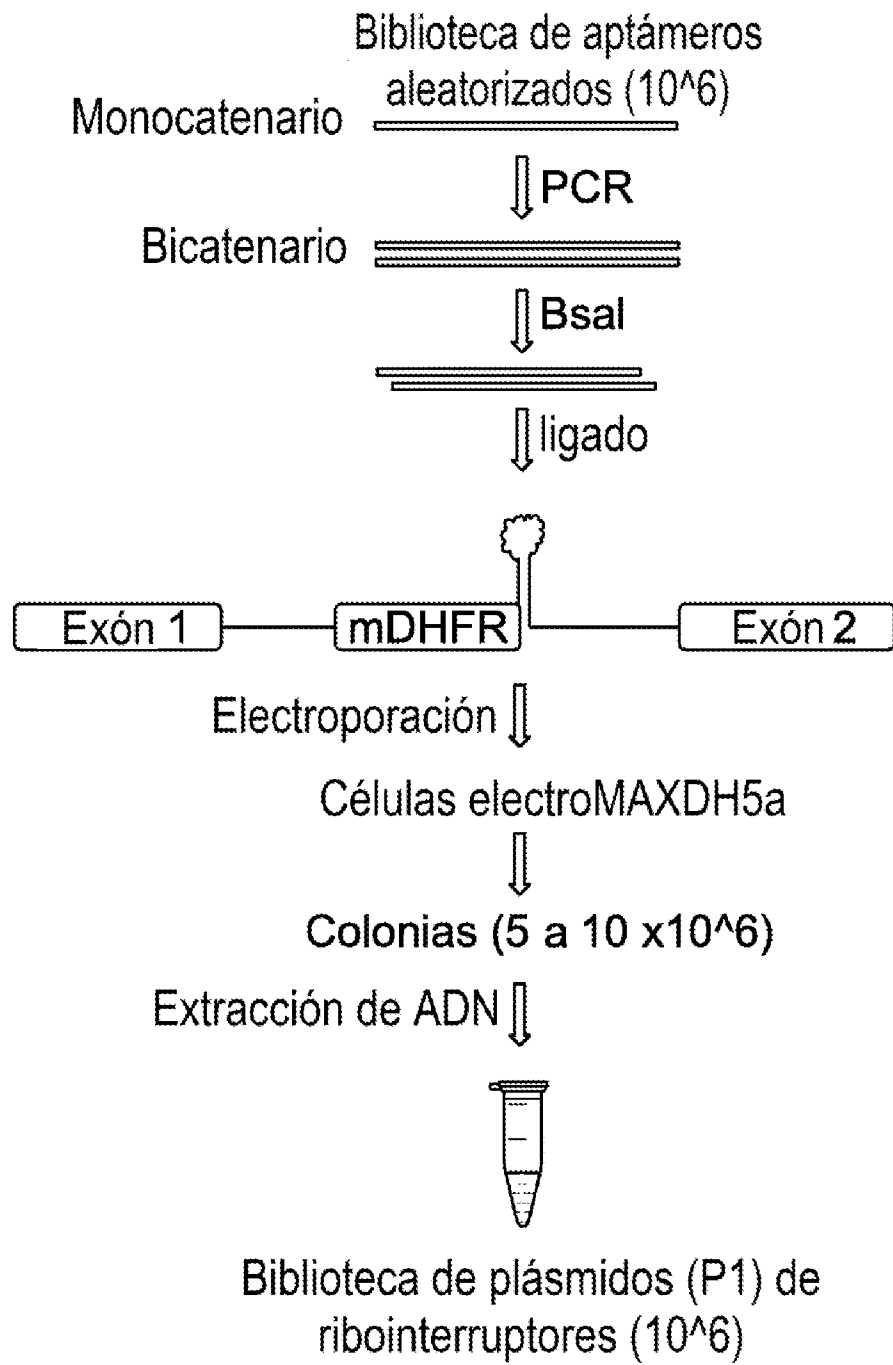 Biblioteca de aptámeros
aleatorizados (10^6)
Monocatenario
PCR
Bicatenario
BsaI
ligado
Exón 1
mDHFR
Exón 2
Electroporación
Células electroMAXDH5a
Colonias (5 a 10 x10^6)
Extracción de ADN
Biblioteca de plásmidos (P1) de
ribointerruptores (10^6)